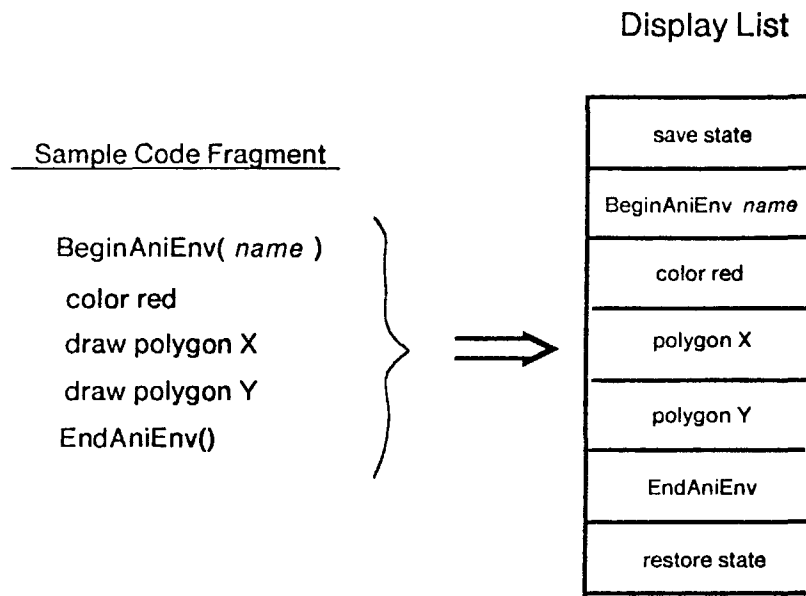 Display List
Sample Code Fragment
BeginAniEnv( name )
color red
draw polygon X
draw polygon Y
EndAniEnv()
save state
BeginAniEnv name
color red
polygon X
polygon Y
EndAniEnv
restore state